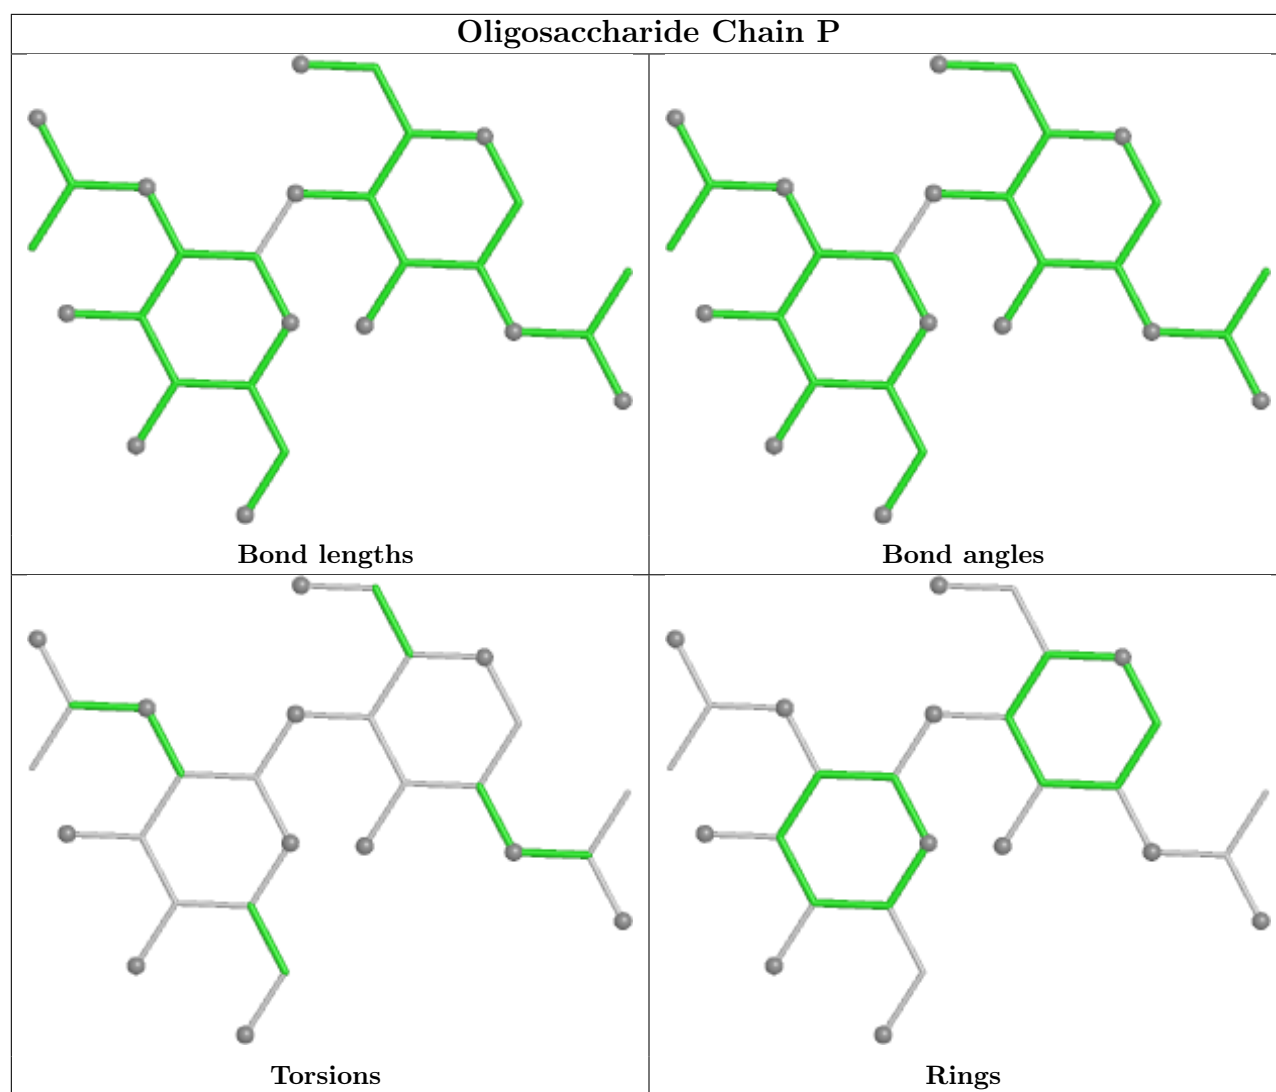 Oligosaccharide Chain P
Bond lengths
Bond angles
Torsions
Rings